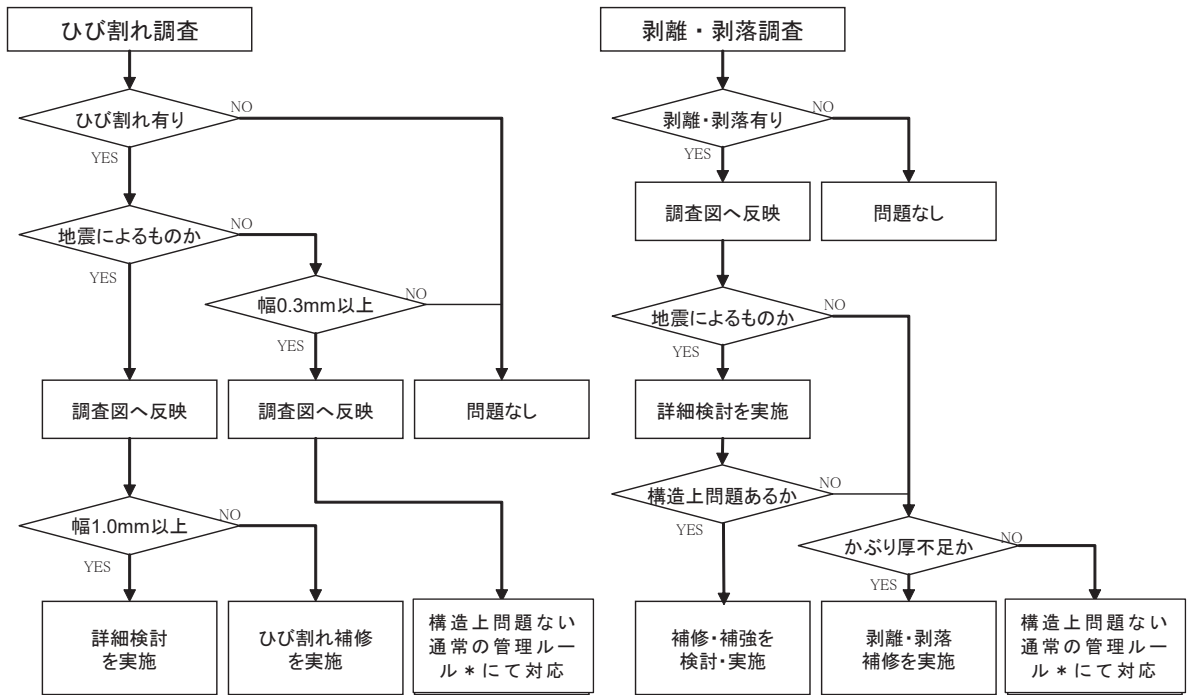 ひび割れ調査
ひび割れ有り
NO
YES
地震によるものか
NO
YES
幅0.3mm以上
NO
YES
調査図へ反映
調査図へ反映
問題なし
幅1.0mm以上
NO
YES
詳細検討
を実施
ひび割れ補修
を実施
構造上問題ない
通常の管理ルー
ル＊にて対応
剥離・剥落調査
剥離・剥落有り
NO
YES
調査図へ反映
問題なし
地震によるものか
NO
YES
詳細検討を実施
構造上問題あるか
NO
YES
かぶり厚不足か
NO
YES
補修・補強を
検討・実施
剥離・剥落
補修を実施
構造上問題ない
通常の管理ルー
ル＊にて対応